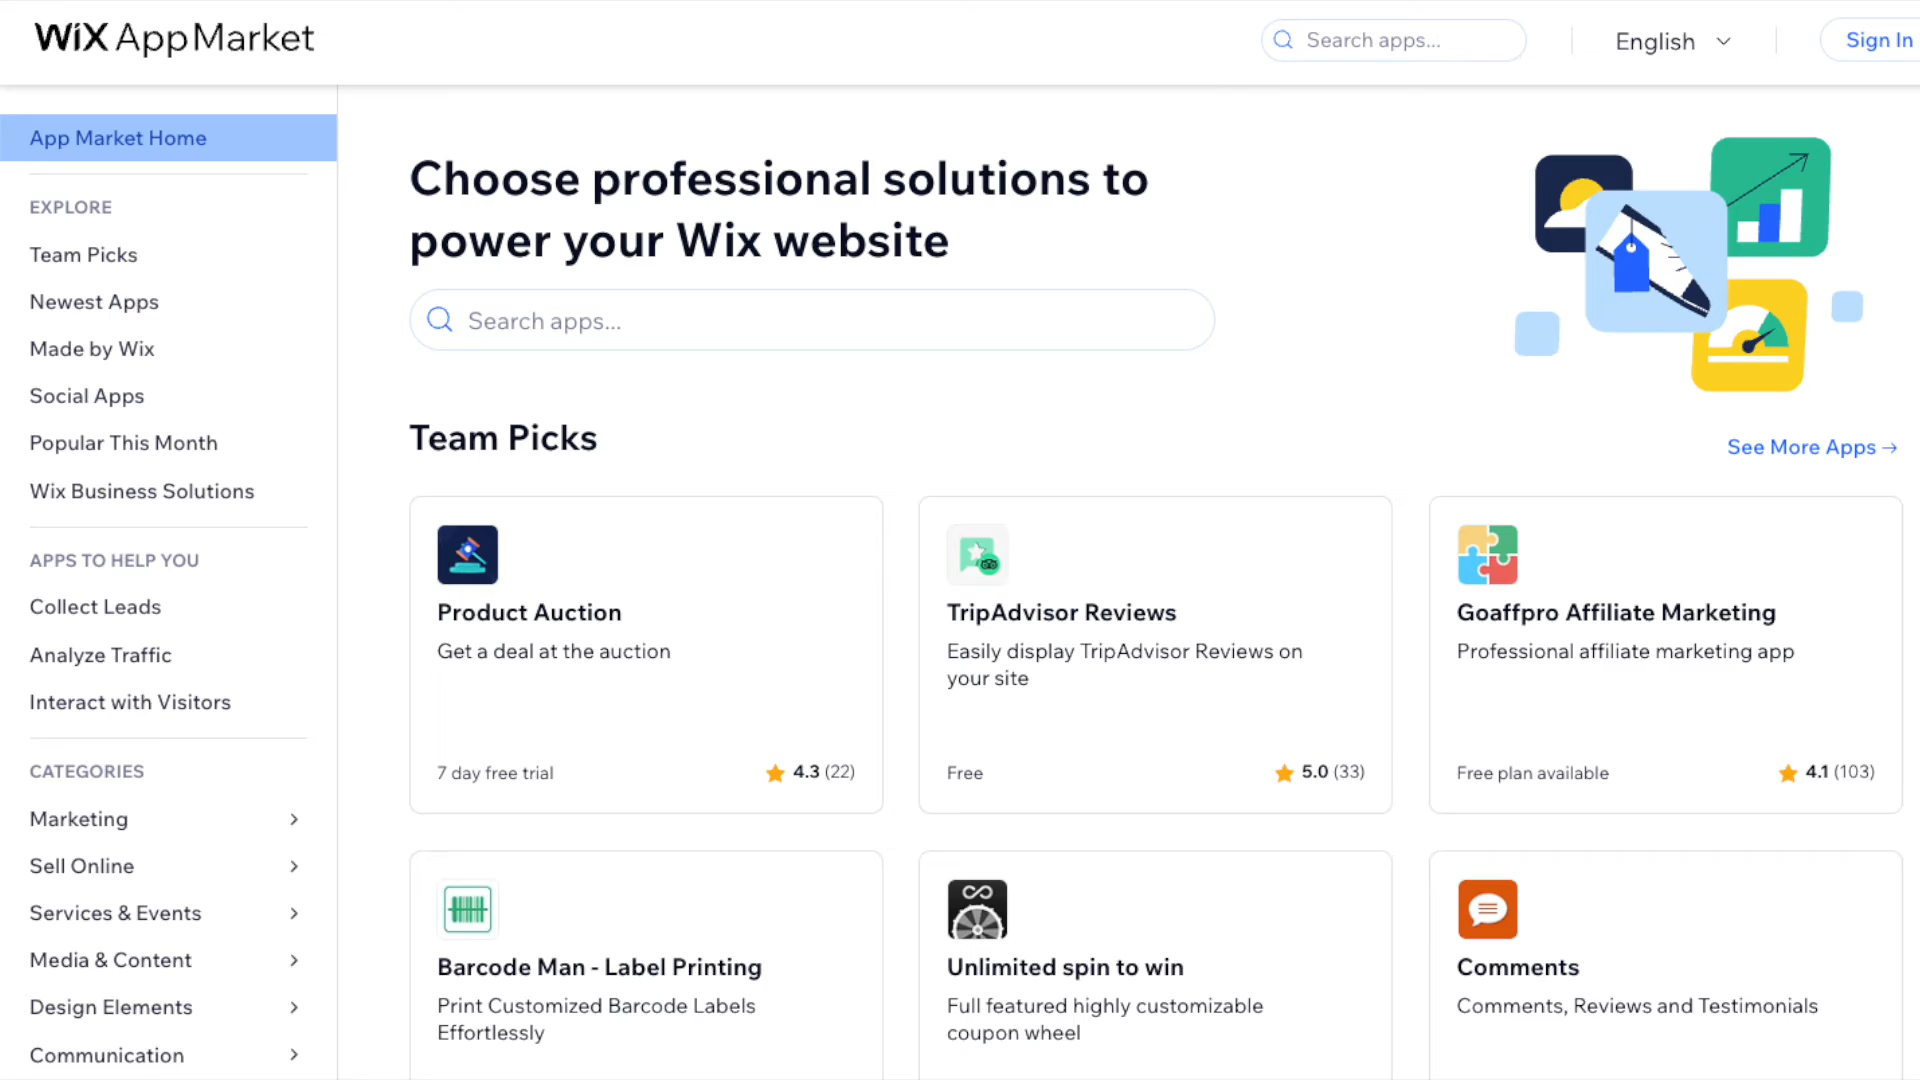 WiX App Market
Search apps...
English
Sign In
App Market Home
EXPLORE
Team Picks
Newest Apps
Made by Wix
Social Apps
Popular This Month
Wix Business Solutions
APPS TO HELP YOU
Collect Leads
Analyze Traffic
Interact with Visitors
CATEGORIES
Marketing
Sell Online
Services & Events
Media & Content
Design Elements
Communication
Choose professional solutions to
power your Wix website
Search apps...
Team Picks
See More Apps →
Product Auction
Get a deal at the auction
7 day free trial
4.3 (22)
TripAdvisor Reviews
Easily display TripAdvisor Reviews on
your site
Free
5.0 (33)
Goaffpro Affiliate Marketing
Professional affiliate marketing app
Free plan available
4.1 (103)
Barcode Man - Label Printing
Print Customized Barcode Labels
Effortlessly
Unlimited spin to win
Full featured highly customizable
coupon wheel
Comments
Comments, Reviews and Testimonials